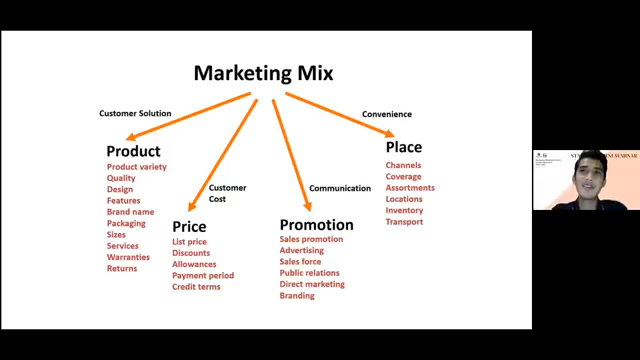 Marketing Mix
Customer Solution
Convenience
Product
Product variety
Quality
Design
Features
Brand name
Packaging
Sizes
Services
Warranties
Returns
Customer
Cost
Price
List price
Discounts
Allowances
Payment period
Credit terms
Communication
Promotion
Sales promotion
Advertising
Sales force
Public relations
Direct marketing
Branding
Place
Channels
Coverage
Assortments
Locations
Inventory
Transport